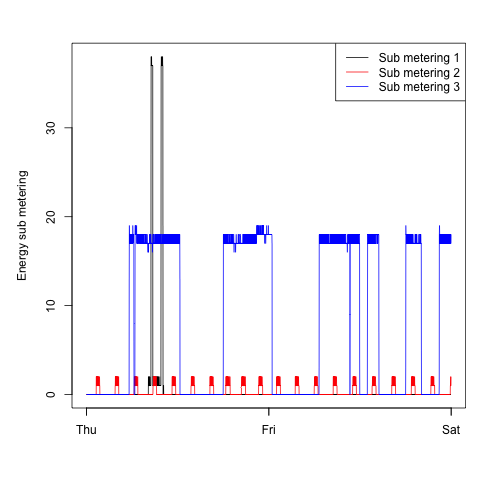 Sub metering 1
Sub metering 2
Sub metering 3
Energy sub metering
30
20
10
0
Thu Fri Sat